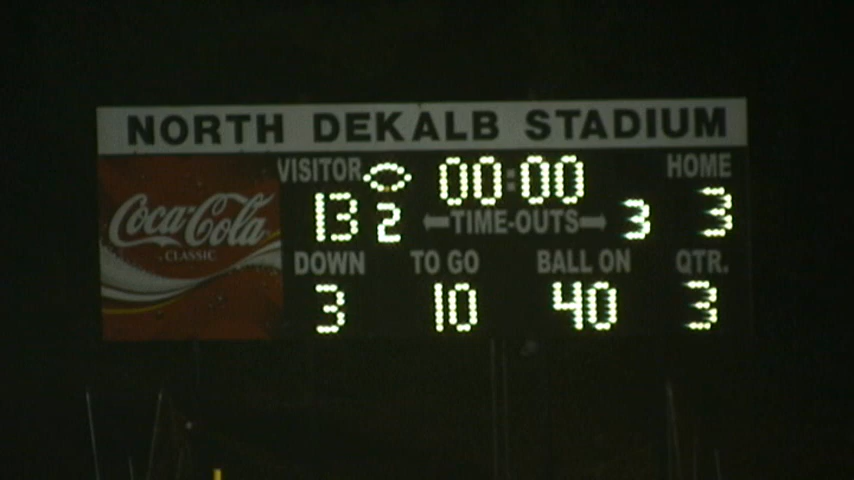 NORTH DEKALB STADIUM
VISITOR 00:00 HOME
13 2 TIME-OUTS 3 3
Coca-Cola
CLASSIC
DOWN TO GO BALL ON QTR.
3 10 40 3